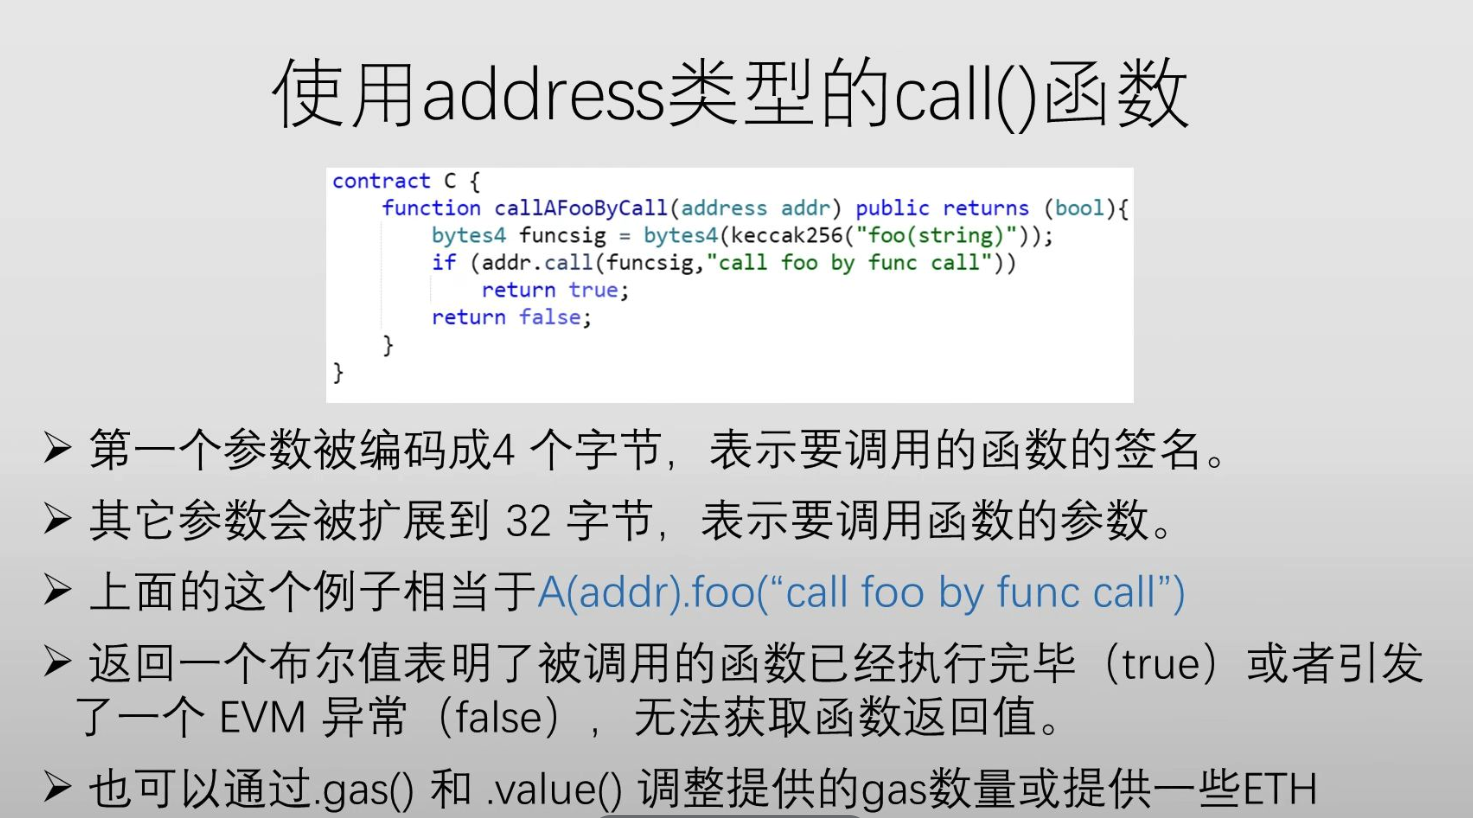 使用address类型的call()函数
contract C {
function callAFooByCall(address addr) public returns (bool){
bytes4 funcsig = bytes4(keccak256("foo(string)"));
if (addr.call(funcsig,"call foo by func call"))
return true;
return false;
}
}
➢ 第一个参数被编码成4 个字节，表示要调用的函数的签名。
➢ 其它参数会被扩展到 32 字节，表示要调用函数的参数。
➢ 上面的这个例子相当于A(addr).foo(“call foo by func call”)
➢ 返回一个布尔值表明了被调用的函数已经执行完毕（true）或者引发
了一个 EVM 异常（false），无法获取函数返回值。
➢ 也可以通过.gas() 和 .value() 调整提供的gas数量或提供一些ETH